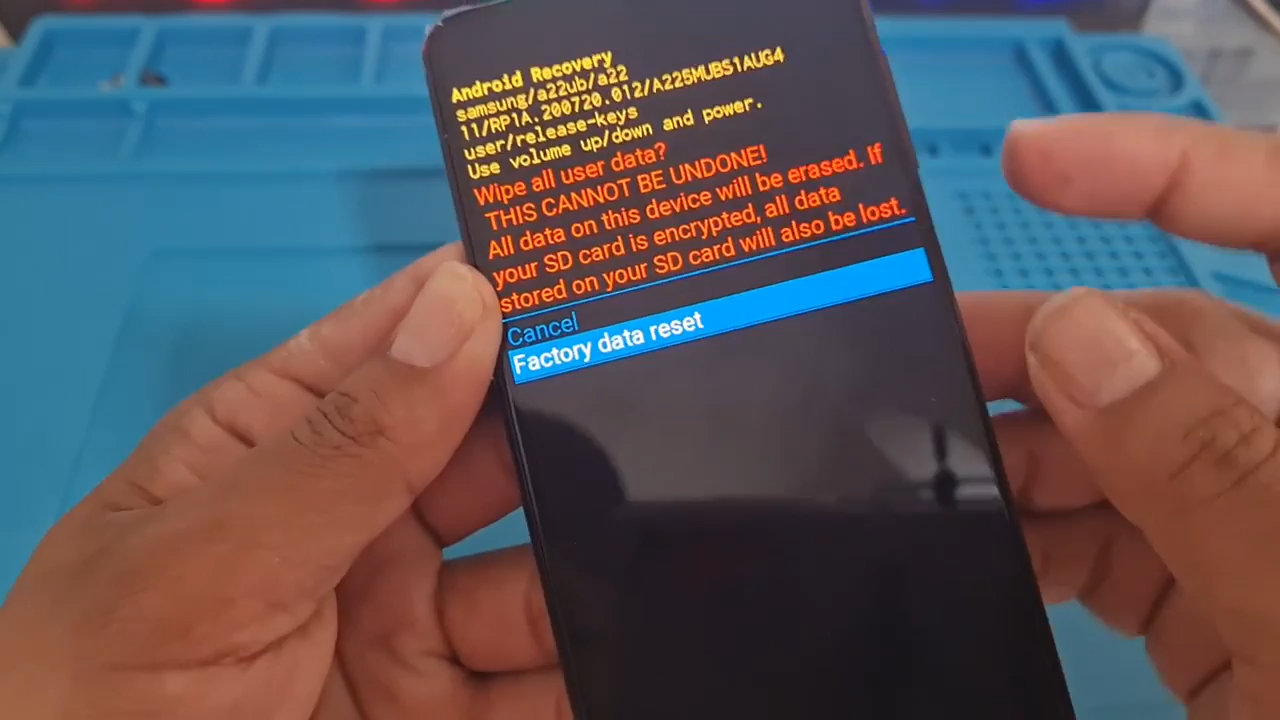 Android Recovery
samsung/a22ub/a22
11/RP1A.200720.012/A225MUBS1AUG4
user/release-keys
Use volume up/down and power.
Wipe all user data?
THIS CANNOT BE UNDONE!
All data on this device will be erased. If
your SD card is encrypted, all data
stored on your SD card will also be lost.
Cancel
Factory data reset